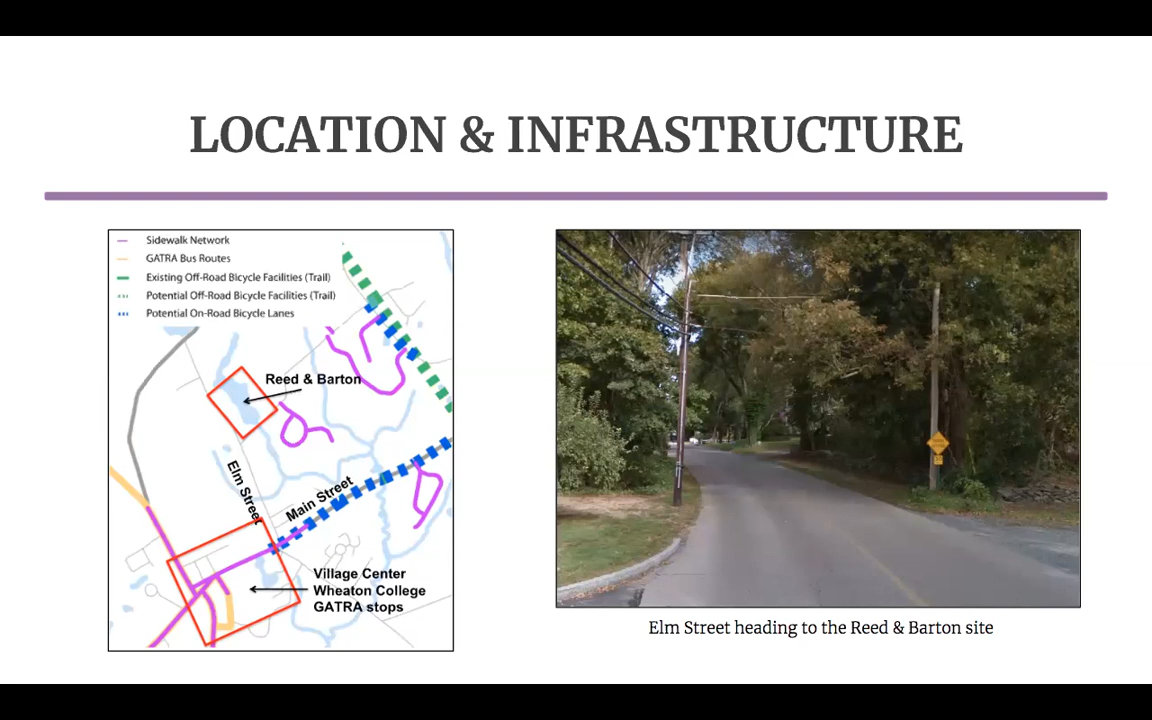 LOCATION & INFRASTRUCTURE
Sidewalk Network
GATRA Bus Routes
Existing Off-Road Bicycle Facilities (Trail)
Potential Off-Road Bicycle Facilities (Trail)
Potential On-Road Bicycle Lanes
Reed & Barton
Elm Street
Main Street
Village Center
Wheaton College
GATRA stops
Elm Street heading to the Reed & Barton site